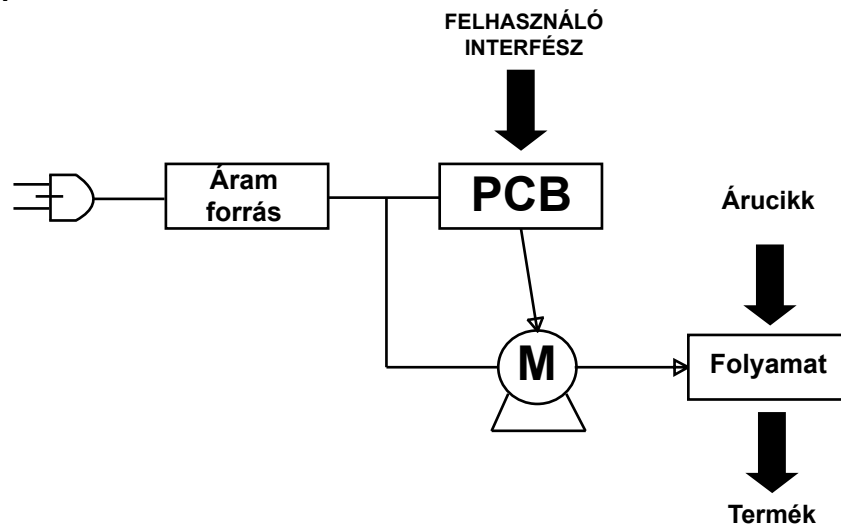 FELHASZNÁLÓ
INTERFÉSZ
Áram
forrás
PCB
Árucikk
M
Folyamat
Termék